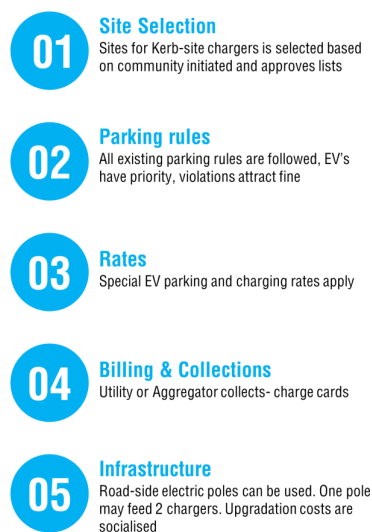 01
Site Selection
Sites for Kerb-site chargers is selected based
on community initiated and approves lists
02
Parking rules
All existing parking rules are followed, EV's
have priority, violations attract fine
03
Rates
Special EV parking and charging rates apply
04
Billing & Collections
Utility or Aggregator collects- charge cards
05
Infrastructure
Road-side electric poles can be used. One pole
may feed 2 chargers. Upgradation costs are
socialised